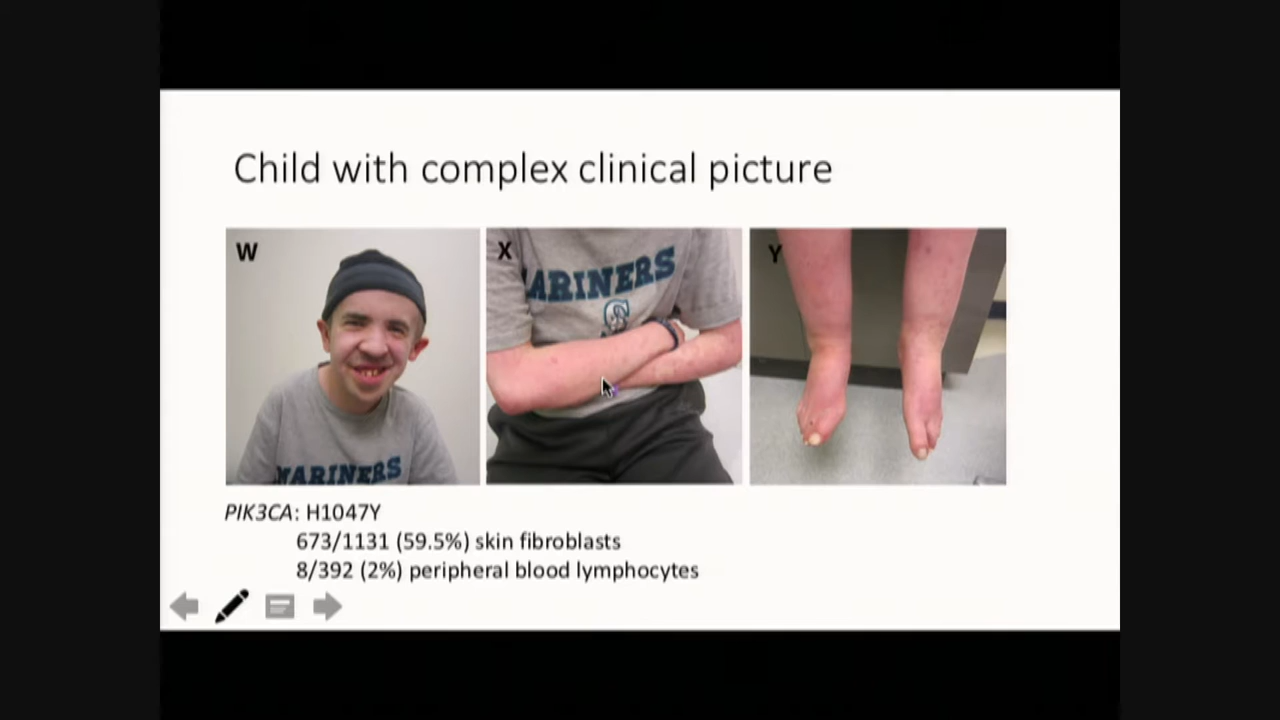 Child with complex clinical picture
W
X
Y
MARINERS
ARINERS
S
PIK3CA: H1047Y
673/1131 (59.5%) skin fibroblasts
8/392 (2%) peripheral blood lymphocytes